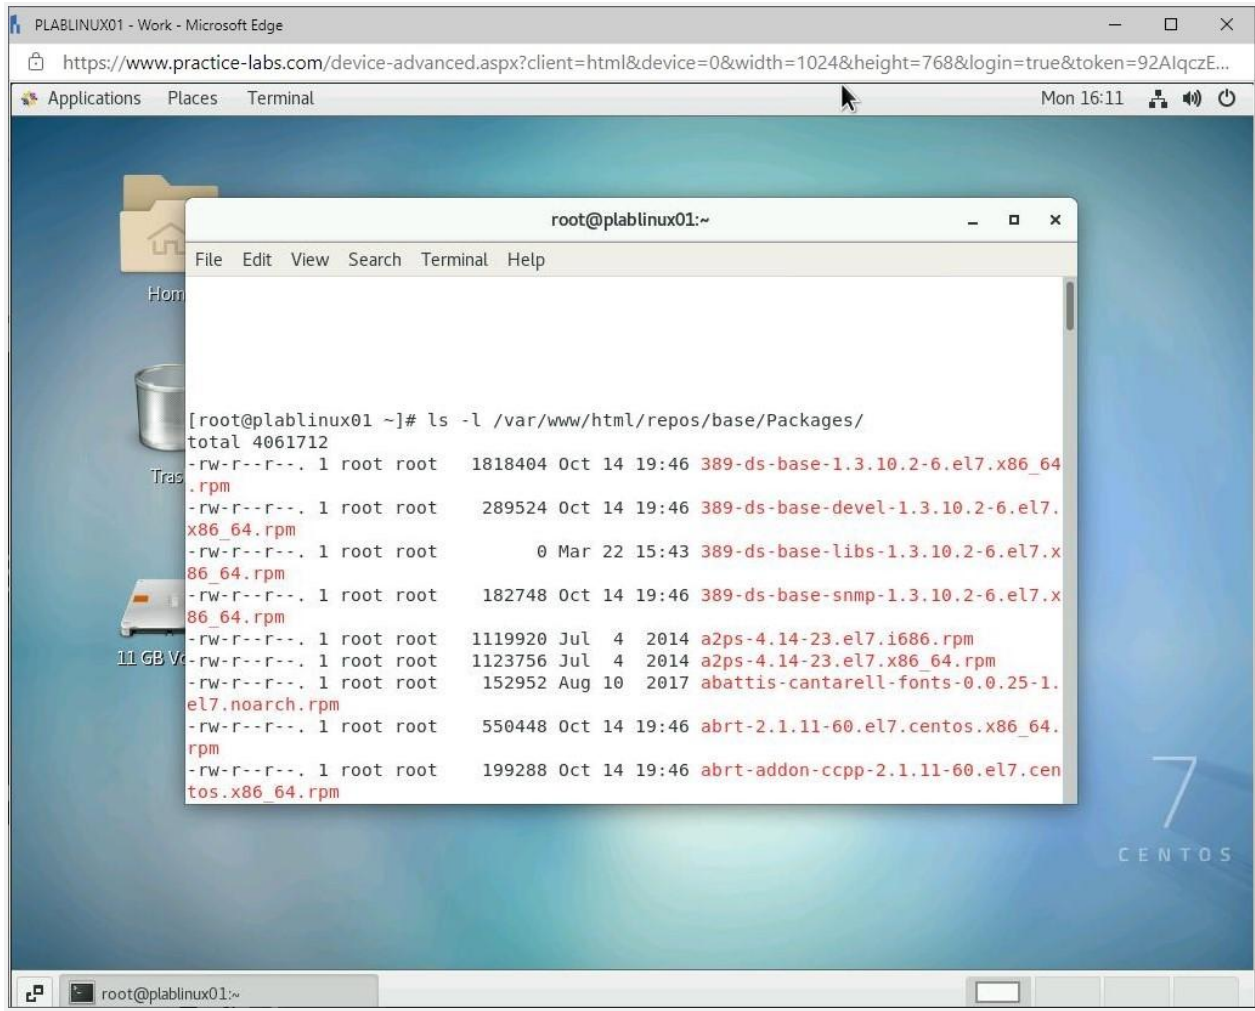 PLABLINUX01 - Work - Microsoft Edge
https://www.practice-labs.com/device-advanced.aspx?client=html&device=0&width=1024&height=768&login=true&token=92AIqczE...
Applications Places Terminal Mon 16:11
root@plablinux01:~
File Edit View Search Terminal Help
Hom
Tras
11 GB Vo
[root@plablinux01 ~]# ls -l /var/www/html/repos/base/Packages/
total 4061712
-rw-r--r--. 1 root root 1818404 Oct 14 19:46 389-ds-base-1.3.10.2-6.el7.x86_64
.rpm
-rw-r--r--. 1 root root 289524 Oct 14 19:46 389-ds-base-devel-1.3.10.2-6.el7.
x86_64.rpm
-rw-r--r--. 1 root root 0 Mar 22 15:43 389-ds-base-libs-1.3.10.2-6.el7.x
86_64.rpm
-rw-r--r--. 1 root root 182748 Oct 14 19:46 389-ds-base-snmp-1.3.10.2-6.el7.x
86_64.rpm
-rw-r--r--. 1 root root 1119920 Jul 4 2014 a2ps-4.14-23.el7.i686.rpm
-rw-r--r--. 1 root root 1123756 Jul 4 2014 a2ps-4.14-23.el7.x86_64.rpm
-rw-r--r--. 1 root root 152952 Aug 10 2017 abattis-cantarell-fonts-0.0.25-1.
el7.noarch.rpm
-rw-r--r--. 1 root root 550448 Oct 14 19:46 abrt-2.1.11-60.el7.centos.x86_64.
rpm
-rw-r--r--. 1 root root 199288 Oct 14 19:46 abrt-addon-ccpp-2.1.11-60.el7.cen
tos.x86_64.rpm
7
CENTOS
root@plablinux01:~